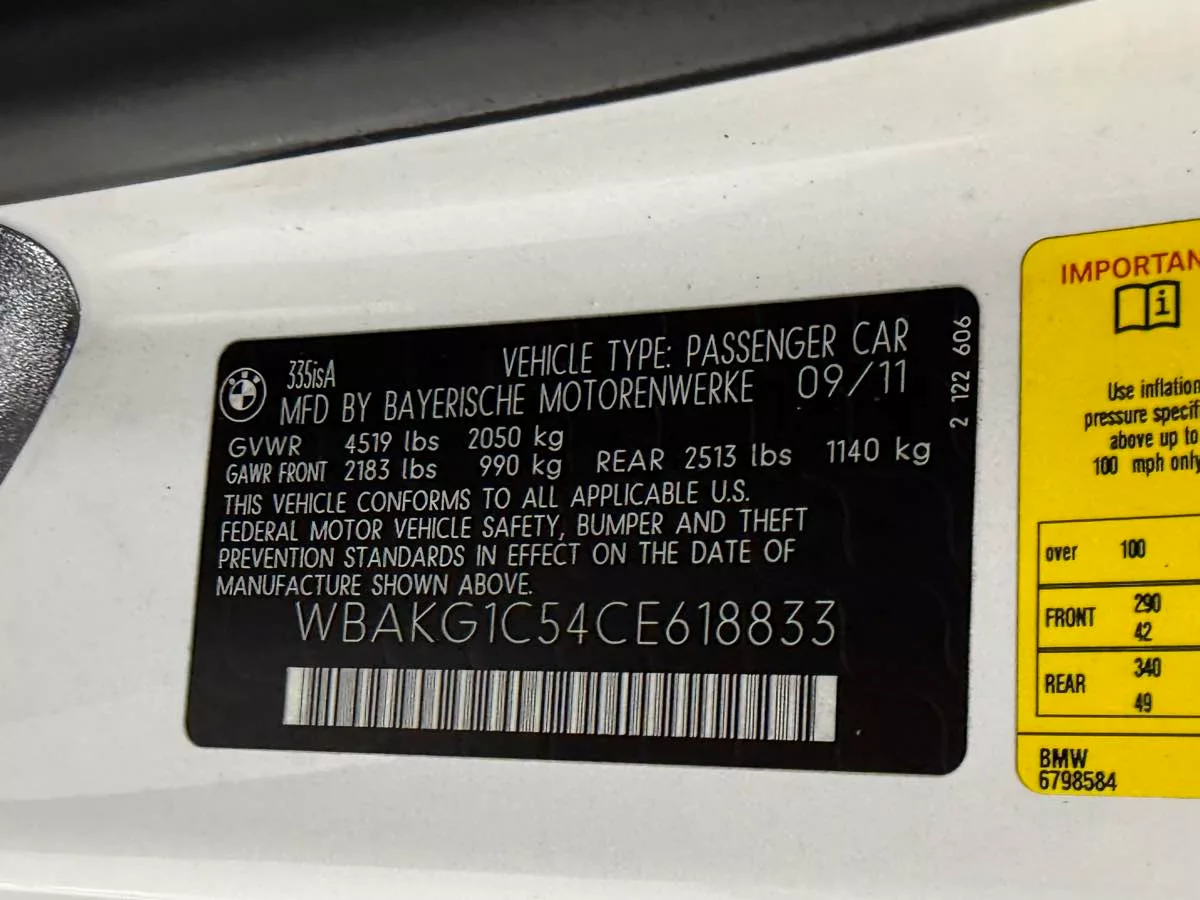 335isA
VEHICLE TYPE: PASSENGER CAR
MFD BY BAYERISCHE MOTORENWERKE 09/11
GVWR 4519 lbs 2050 kg
GAWR FRONT 2183 lbs 990 kg REAR 2513 lbs 1140 kg
THIS VEHICLE CONFORMS TO ALL APPLICABLE U.S.
FEDERAL MOTOR VEHICLE SAFETY, BUMPER AND THEFT
PREVENTION STANDARDS IN EFFECT ON THE DATE OF
MANUFACTURE SHOWN ABOVE.
WBAKG1C54CE618833
2 122 606
IMPORTAN
i
Use inflation
pressure specif
above up to
100 mph only
over 100
FRONT 290
42
REAR 340
49
BMW
6798584